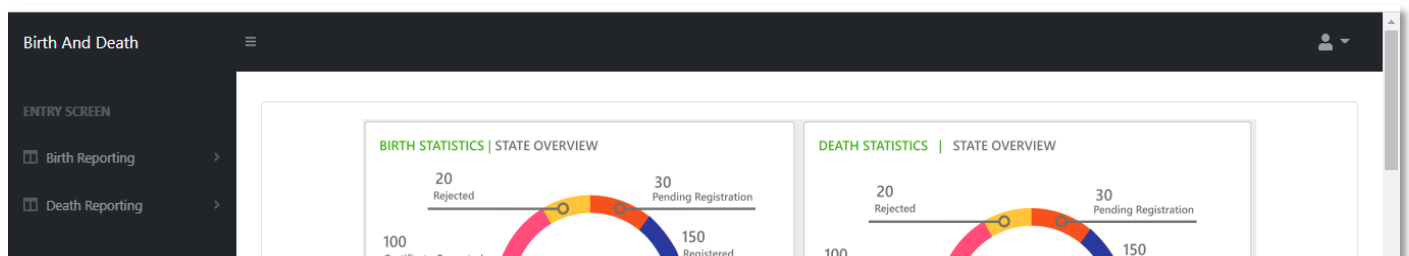 Birth And Death
ENTRY SCREEN
Birth Reporting
Death Reporting
BIRTH STATISTICS | STATE OVERVIEW
20
Rejected
30
Pending Registration
100
150
Registered
DEATH STATISTICS | STATE OVERVIEW
20
Rejected
30
Pending Registration
100
150